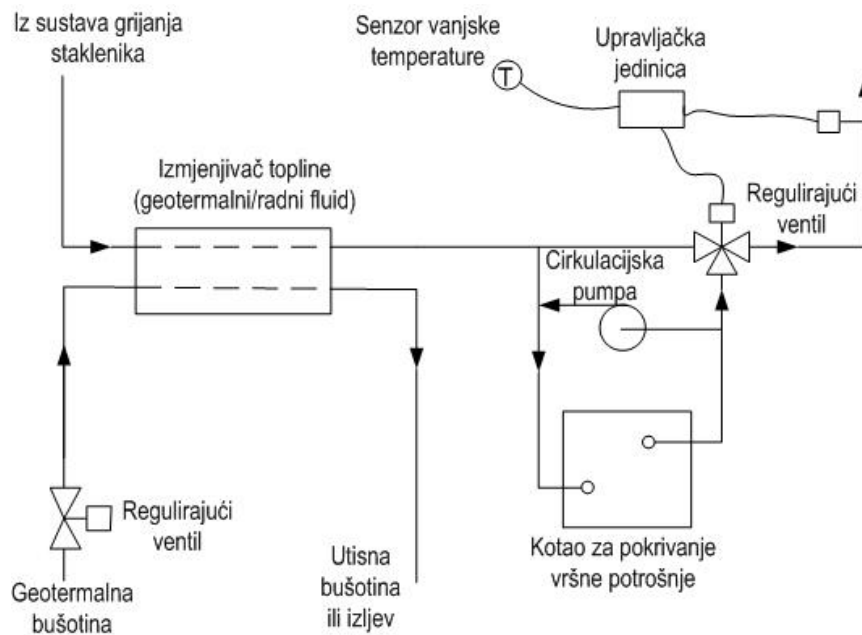 Iz sustava grijanja
staklenika
Senzor vanjske
temperature
T
Upravljačka
jedinica
Izmjenjivač topline
(geotermalni/radni fluid)
Regulirajući
ventil
Cirkulacijska
pumpa
Regulirajući
ventil
Geotermalna
bušotina
Utisna
bušotina
ili izljev
Kotao za pokrivanje
vršne potrošnje